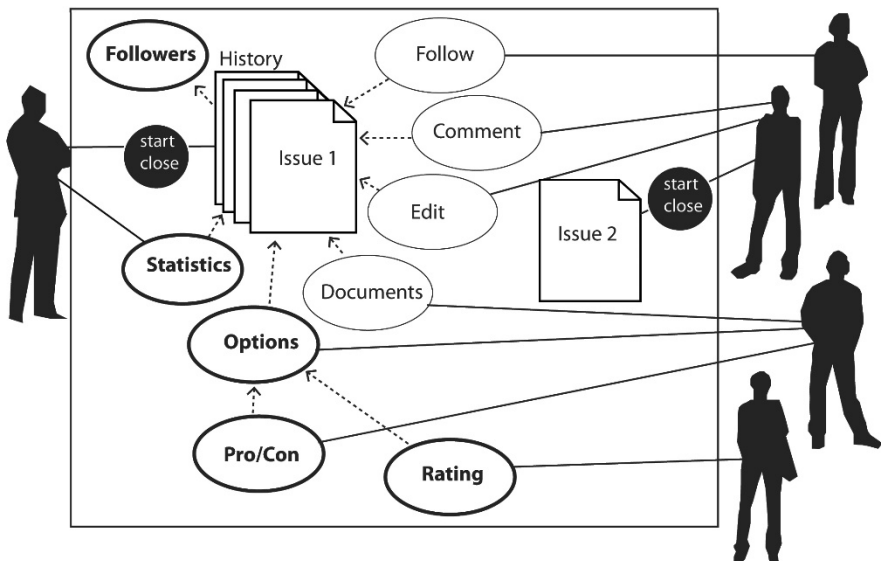 Followers
History
Follow
start
close
Issue 1
Comment
Edit
start
close
Issue 2
Statistics
Documents
Options
Pro/Con
Rating